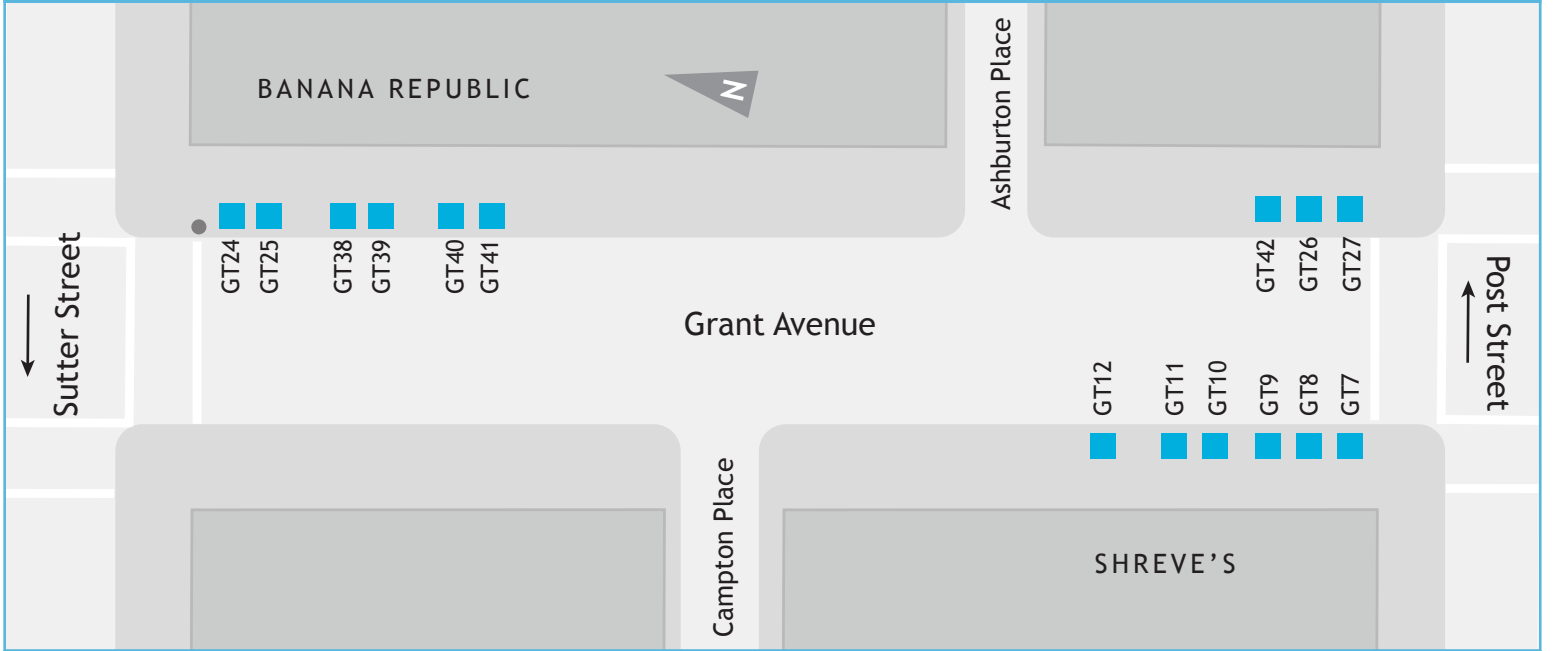 BANANA REPUBLIC
N
Ashburton Place
GT24
GT25
GT38
GT39
GT40
GT41
GT42
GT26
GT27
Sutter Street
Grant Avenue
Post Street
GT12
GT11
GT10
GT9
GT8
GT7
Campton Place
SHREVE’S